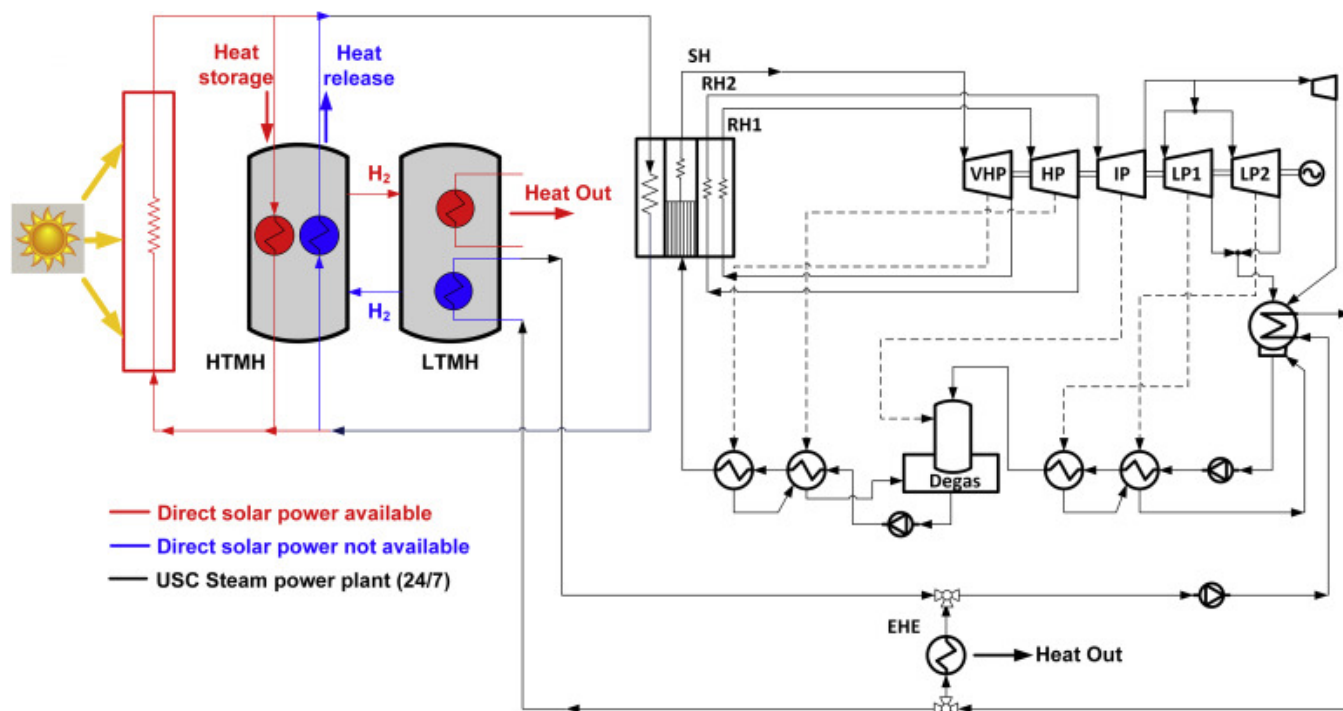 Heat
storage
Heat
release
H₂
Heat Out
H₂
HTMH
LTMH
SH
RH2
RH1
VHP
HP
IP
LP1
LP2
Degas
Direct solar power available
Direct solar power not available
USC Steam power plant (24/7)
EHE
Heat Out